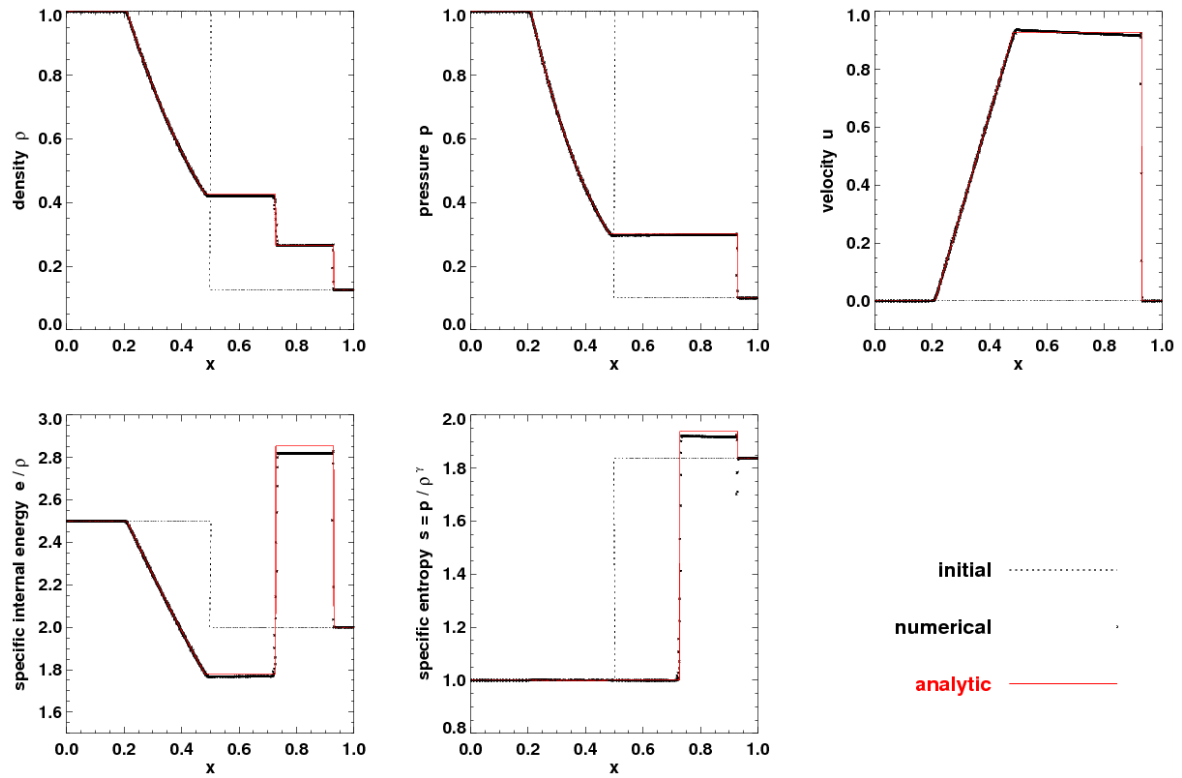 density ρ
1.0
0.8
0.6
0.4
0.2
0.0
0.0 0.2 0.4 0.6 0.8 1.0
x
pressure p
1.0
0.8
0.6
0.4
0.2
0.0
0.0 0.2 0.4 0.6 0.8 1.0
x
velocity u
1.0
0.8
0.6
0.4
0.2
0.0
0.0 0.2 0.4 0.6 0.8 1.0
x
specific internal energy e / ρ
3.0
2.8
2.6
2.4
2.2
2.0
1.8
1.6
0.0 0.2 0.4 0.6 0.8 1.0
x
specific entropy s = p / ρ^γ
2.0
1.8
1.6
1.4
1.2
1.0
0.8
0.0 0.2 0.4 0.6 0.8 1.0
x
initial
numerical
analytic